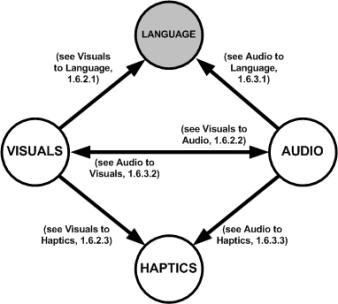 LANGUAGE
(see Visuals
to Language,
1.6.2.1)
(see Audio to
Language,
1.6.3.1)
(see Visuals to
Audio, 1.6.2.2)
VISUALS
AUDIO
(see Audio to
Visuals, 1.6.3.2)
(see Visuals to
Haptics, 1.6.2.3)
(see Audio to
Haptics, 1.6.3.3)
HAPTICS